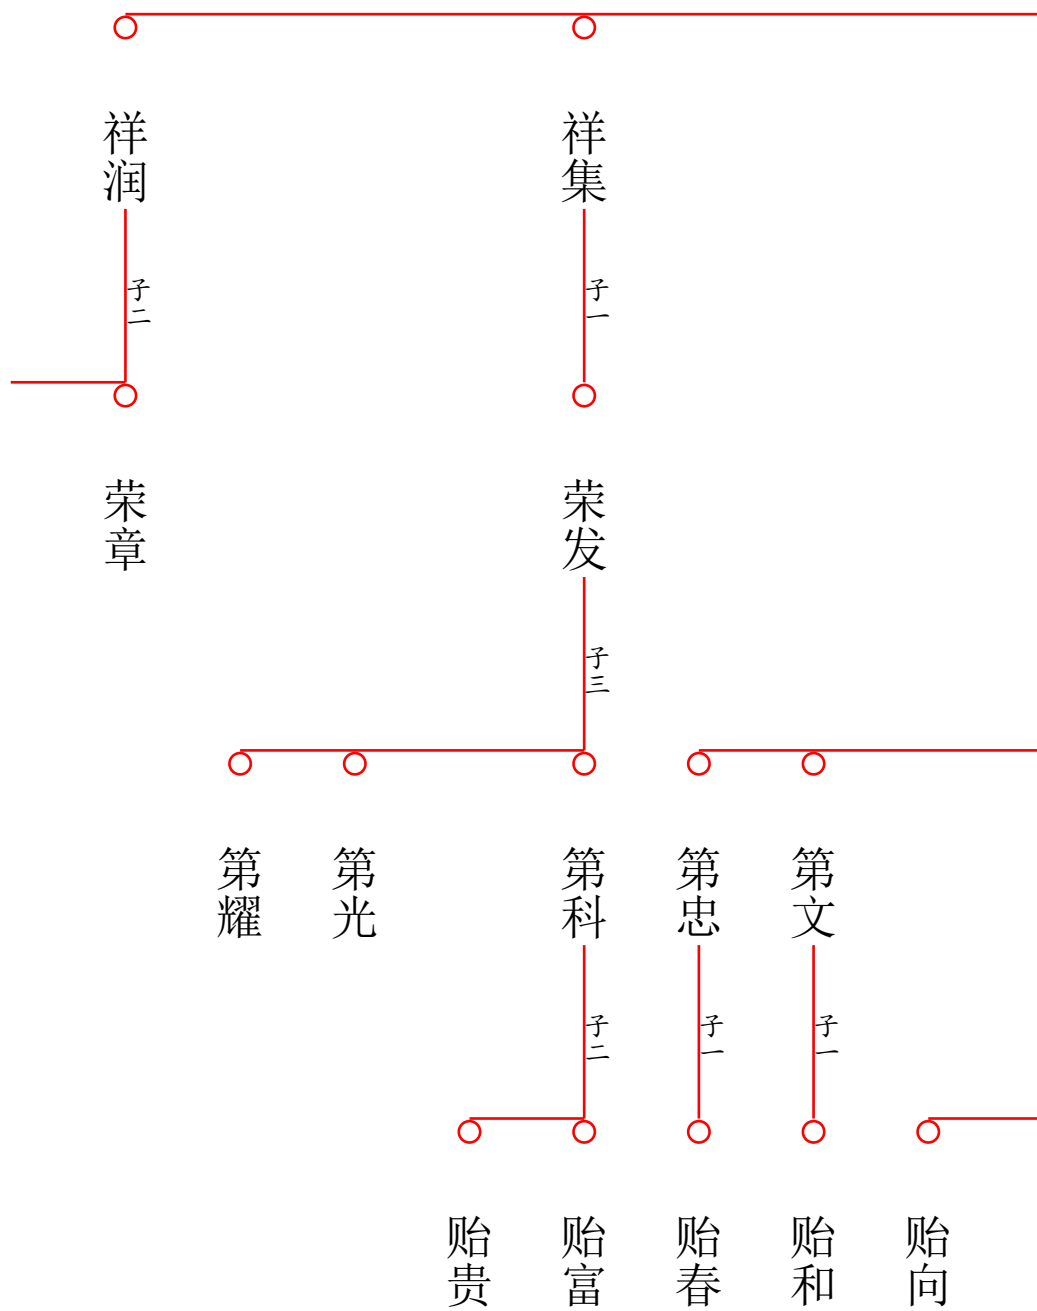 祥润
祥集
子二
子一
荣章
荣发
子三
第耀
第光
第科
第忠
第文
子二
子一
子一
贻贵
贻富
贻春
贻和
贻向